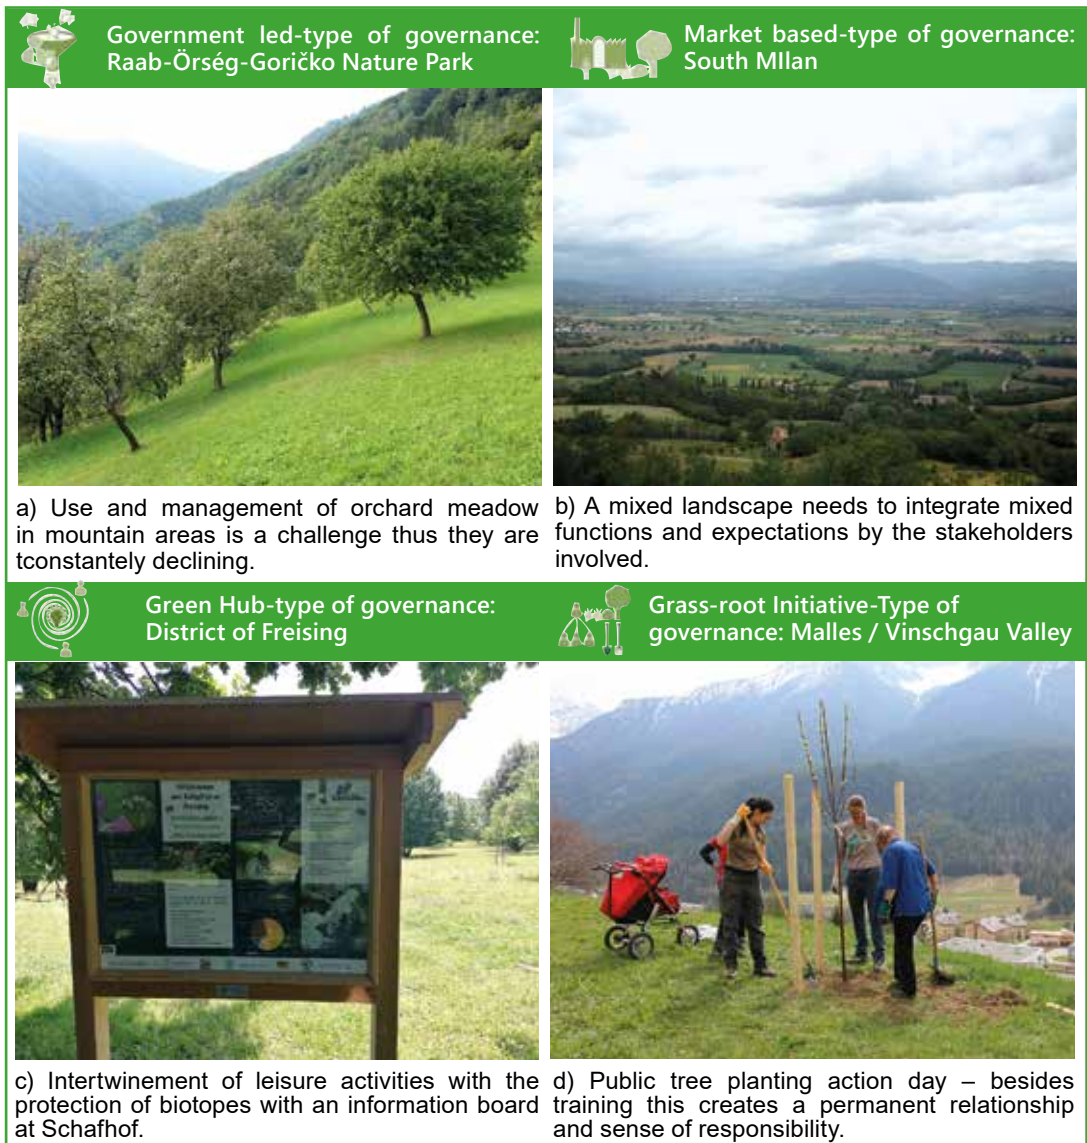 Government led-type of governance:
Raab-Örség-Goričko Nature Park
Market based-type of governance:
South MIlan
a) Use and management of orchard meadow
in mountain areas is a challenge thus they are
tconstantely declining.
b) A mixed landscape needs to integrate mixed
functions and expectations by the stakeholders
involved.
Green Hub-type of governance:
District of Freising
Grass-root Initiative-Type of
governance: Malles / Vinschgau Valley
c) Intertwinement of leisure activities with the
protection of biotopes with an information board
at Schafhof.
d) Public tree planting action day – besides
training this creates a permanent relationship
and sense of responsibility.